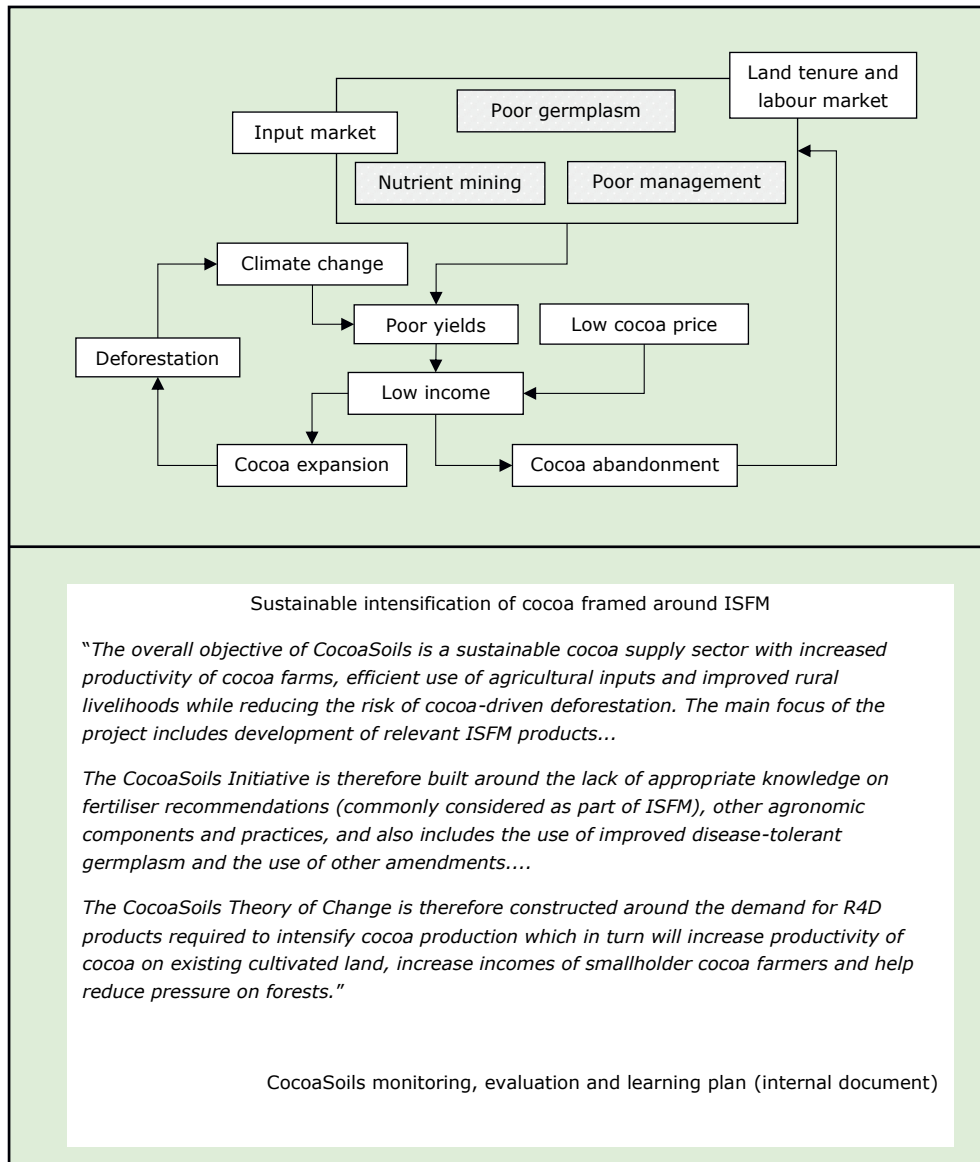 Land tenure and
labour market
Poor germplasm
Input market
Nutrient mining
Poor management
Climate change
Poor yields
Low cocoa price
Deforestation
Low income
Cocoa expansion
Cocoa abandonment
Sustainable intensification of cocoa framed around ISFM
“The overall objective of CocoaSoils is a sustainable cocoa supply sector with increased
productivity of cocoa farms, efficient use of agricultural inputs and improved rural
livelihoods while reducing the risk of cocoa-driven deforestation. The main focus of the
project includes development of relevant ISFM products...
The CocoaSoils Initiative is therefore built around the lack of appropriate knowledge on
fertiliser recommendations (commonly considered as part of ISFM), other agronomic
components and practices, and also includes the use of improved disease-tolerant
germplasm and the use of other amendments....
The CocoaSoils Theory of Change is therefore constructed around the demand for R4D
products required to intensify cocoa production which in turn will increase productivity of
cocoa on existing cultivated land, increase incomes of smallholder cocoa farmers and help
reduce pressure on forests.”
CocoaSoils monitoring, evaluation and learning plan (internal document)